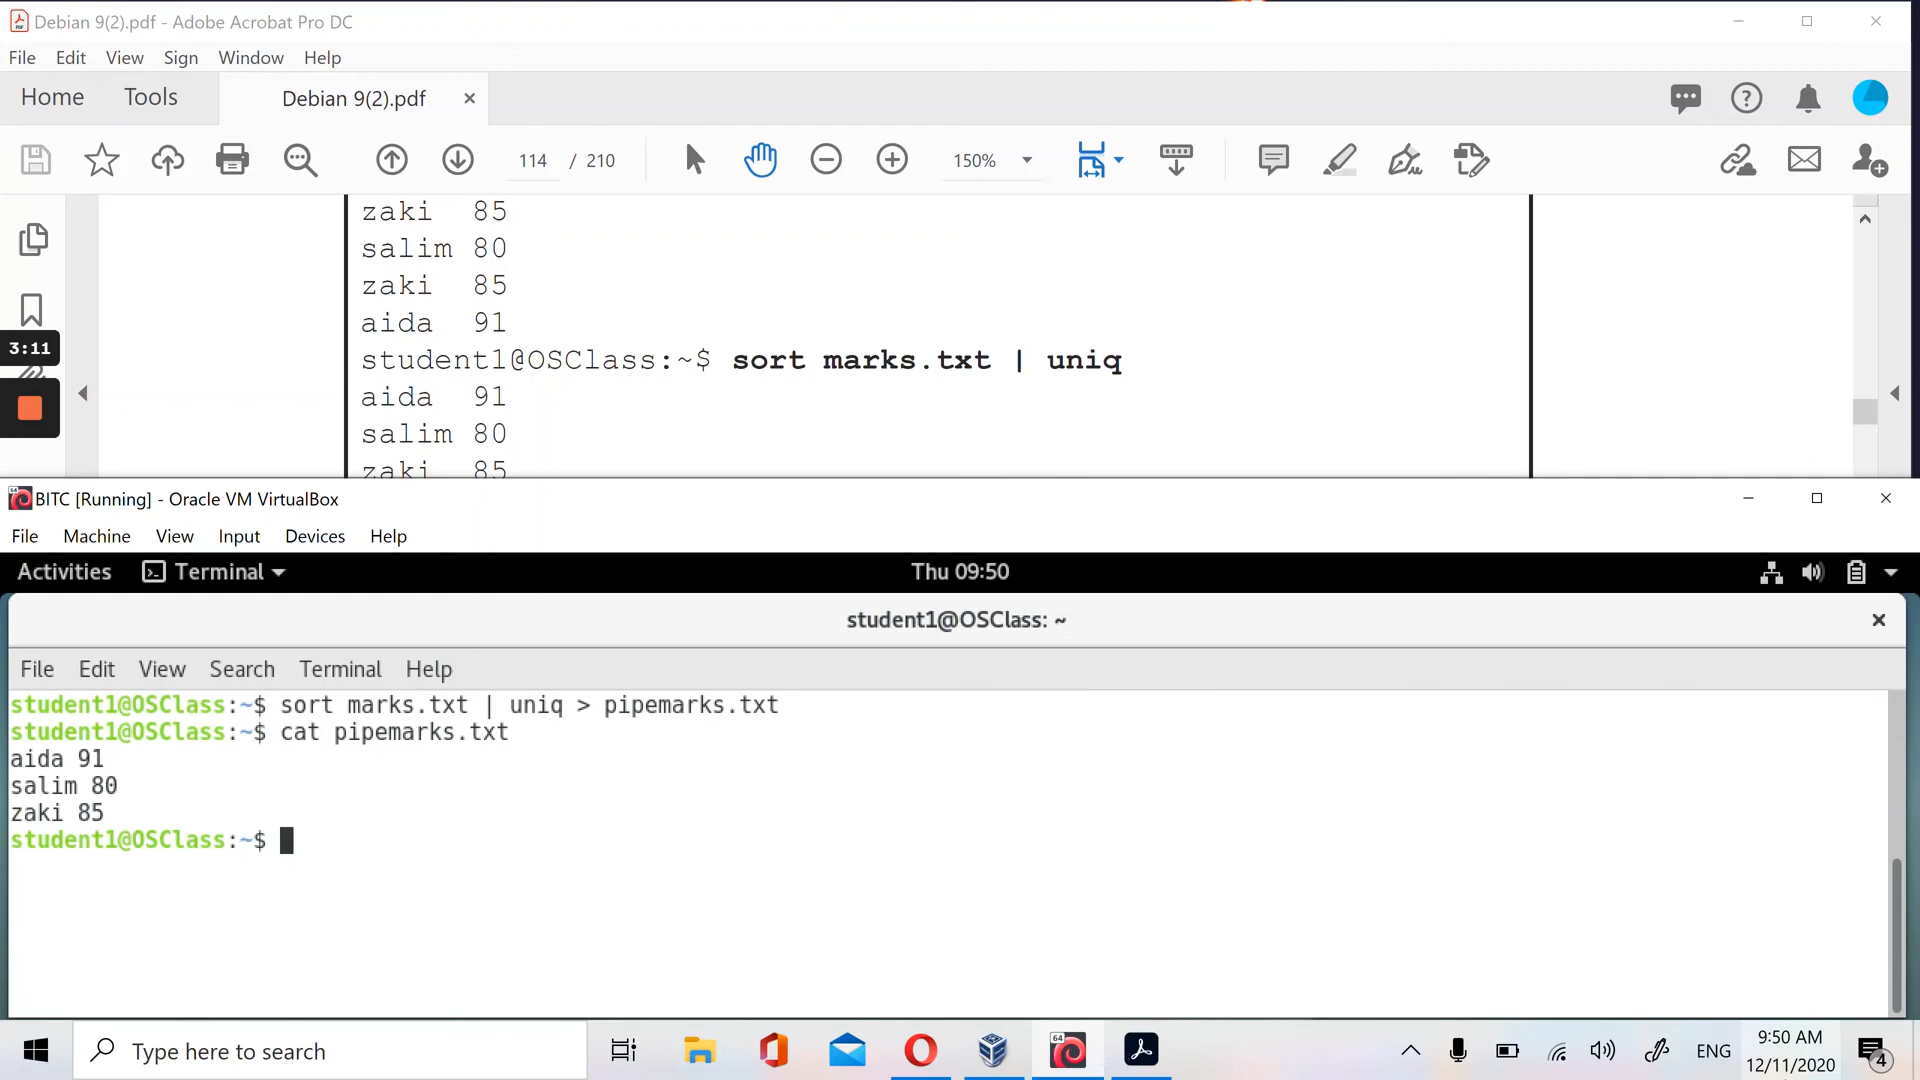 Debian 9(2).pdf - Adobe Acrobat Pro DC
File Edit View Sign Window Help
Home Tools Debian 9(2).pdf
114 / 210 150%
zaki 85
salim 80
zaki 85
aida 91
3:11
student1@OSClass:~$ sort marks.txt | uniq
aida 91
salim 80
zaki 85
64
BITC [Running] - Oracle VM VirtualBox
File Machine View Input Devices Help
Activities Terminal Thu 09:50
student1@OSClass: ~
File Edit View Search Terminal Help
student1@OSClass:~$ sort marks.txt | uniq > pipemarks.txt
student1@OSClass:~$ cat pipemarks.txt
aida 91
salim 80
zaki 85
student1@OSClass:~$
Type here to search
64
ENG
9:50 AM
12/11/2020
4